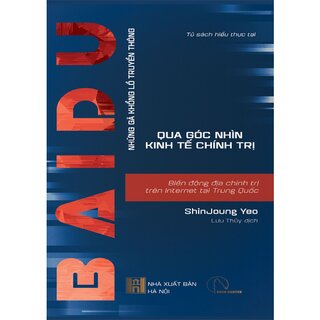 Tủ sách hiểu thực tại
BAIDU
NHỮNG GÃ KHỔNG LỒ TRUYỀN THÔNG
QUA GÓC NHÌN
KINH TẾ CHÍNH TRỊ
Biến động địa chính trị
trên Internet tại Trung Quốc
ShinJoung Yeo
Lưu Thủy dịch
NHÀ XUẤT BẢN
HÀ NỘI